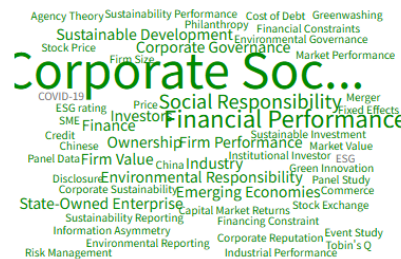 Agency Theory Sustainability Performance Cost of Debt Greenwashing
Philanthropy Financial Constraints
Sustainable Development Environmental Governance
Stock Price Corporate Governance Market Performance
Firm Size
Corporate Soc...
COVID-19 Price Social Responsibility Merger
ESG rating Investors Fixed Effects
SME Finance Financial Performance
Credit Sustainable Investment
Chinese Ownership Firm Performance Market Value
Panel Data Firm Value China Industry Institutional Investor ESG
Green Innovation
Disclosure Environmental Responsibility Panel Study
Corporate Sustainability Emerging Economies Commerce
State-Owned Enterprise Capital Market Returns Stock Exchange
Sustainability Reporting Financing Constraint
Information Asymmetry Event Study
Environmental Reporting Corporate Reputation Tobin's Q
Risk Management Industrial Performance